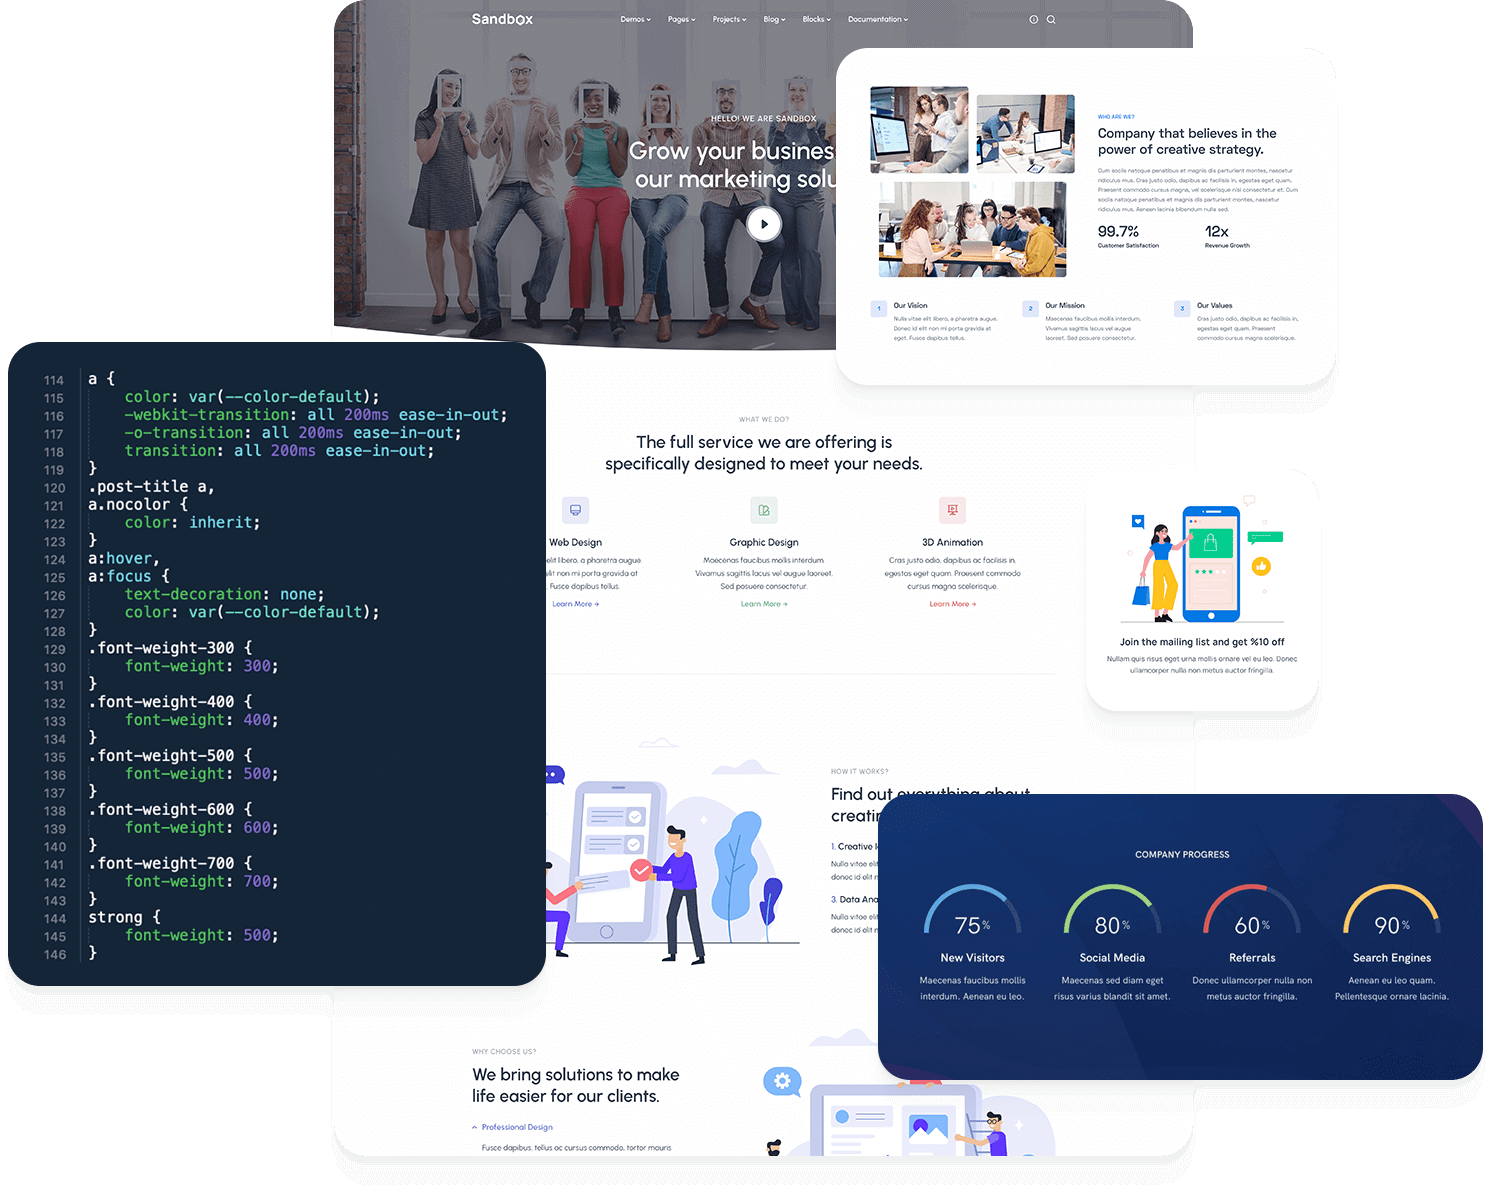 Sandbox
Demos
Pages
Projects
Blog
Blocks
Documentation
HELLO! WE ARE SANDBOX
Grow your busines
our marketing solu
WHO ARE WE?
Company that believes in the
power of creative strategy.
Cum sociis natoque penatibus et magnis dis parturient montes, nascetur
ridiculus mus. Cras justo odio, dapibus ac facilisis in, egestas eget quam.
Praesent commodo cursus magna, vel scelerisque nisl consectetur et. Cum
sociis natoque penatibus et magnis dis parturient montes, nascetur
ridiculus mus. Aenean lacinia bibendum nulla sed.
99.7%
Customer Satisfaction
12x
Revenue Growth
1
Our Vision
Nulla vitae elit libero, a pharetra augue.
Donec id elit non mi porta gravida at
eget. Fusce dapibus tellus.
2
Our Mission
Maecenas faucibus mollis interdum.
Vivamus sagittis lacus vel augue
laoreet. Sed posuere consectetur.
3
Our Values
Cras justo odio, dapibus ac facilisis in,
egestas eget quam. Praesent
commodo cursus magna scelerisque.
114 a {
115 color: var(--color-default);
116 -webkit-transition: all 200ms ease-in-out;
117 -o-transition: all 200ms ease-in-out;
118 transition: all 200ms ease-in-out;
119 }
120 .post-title a,
121 a.nocolor {
122 color: inherit;
123 }
124 a:hover,
125 a:focus {
126 text-decoration: none;
127 color: var(--color-default);
128 }
129 .font-weight-300 {
130 font-weight: 300;
131 }
132 .font-weight-400 {
133 font-weight: 400;
134 }
135 .font-weight-500 {
136 font-weight: 500;
137 }
138 .font-weight-600 {
139 font-weight: 600;
140 }
141 .font-weight-700 {
142 font-weight: 700;
143 }
144 strong {
145 font-weight: 500;
146 }
WHAT WE DO?
The full service we are offering is
specifically designed to meet your needs.
Web Design
elit libero, a pharetra augue.
elit non mi porta gravida at
. Fusce dapibus tellus.
Learn More →
Graphic Design
Maecenas faucibus mollis interdum.
Vivamus sagittis lacus vel augue laoreet.
Sed posuere consectetur.
Learn More →
3D Animation
Cras justo odio, dapibus ac facilisis in,
egestas eget quam. Praesent commodo
cursus magna scelerisque.
Learn More →
Join the mailing list and get %10 off
Nullam quis risus eget urna mollis ornare vel eu leo. Donec
ullamcorper nulla non metus auctor fringilla.
HOW IT WORKS?
Find out everything about
creatin
1. Creative I
Nulla vitae elit
donec id elit n
3. Data Ana
Nulla vitae elit
donec id elit n
COMPANY PROGRESS
75%
New Visitors
Maecenas faucibus mollis
interdum. Aenean eu leo.
80%
Social Media
Maecenas sed diam eget
risus varius blandit sit amet.
60%
Referrals
Donec ullamcorper nulla non
metus auctor fringilla.
90%
Search Engines
Aenean eu leo quam.
Pellentesque ornare lacinia.
WHY CHOOSE US?
We bring solutions to make
life easier for our clients.
Professional Design
Fusce dapibus, tellus ac cursus commodo, tortor mauris